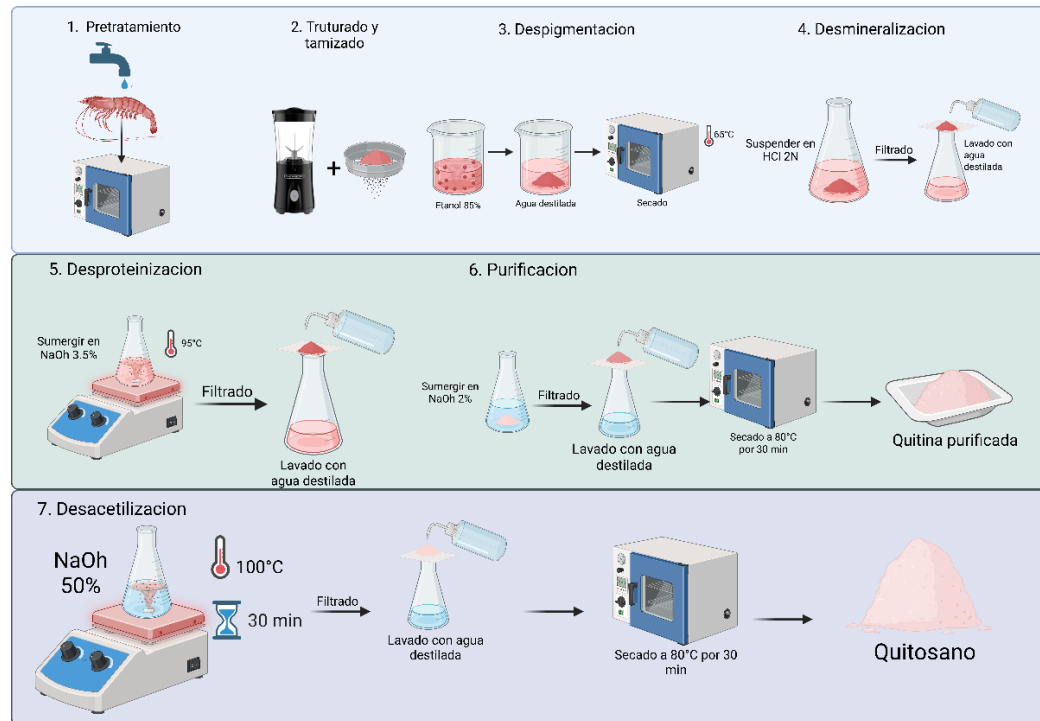 1. Pretratamiento
2. Truturado y
tamizado
3. Despigmentacion
4. Desmineralizacion
65°C
Suspender en
HCl 2N
Filtrado
Lavado con
agua
destilada
Etanol 85%
Agua destilada
Secado
5. Desproteinizacion
6. Purificacion
Sumergir en
NaOh 3.5%
95°C
Filtrado
Lavado con
agua destilada
Sumergir en
NaOh 2%
Filtrado
Lavado con agua
destilada
Secado a 80°C
por 30 min
Quitina purificada
7. Desacetilizacion
NaOh
50%
100°C
30 min
Filtrado
Lavado con agua
destilada
Secado a 80°C por 30
min
Quitosano